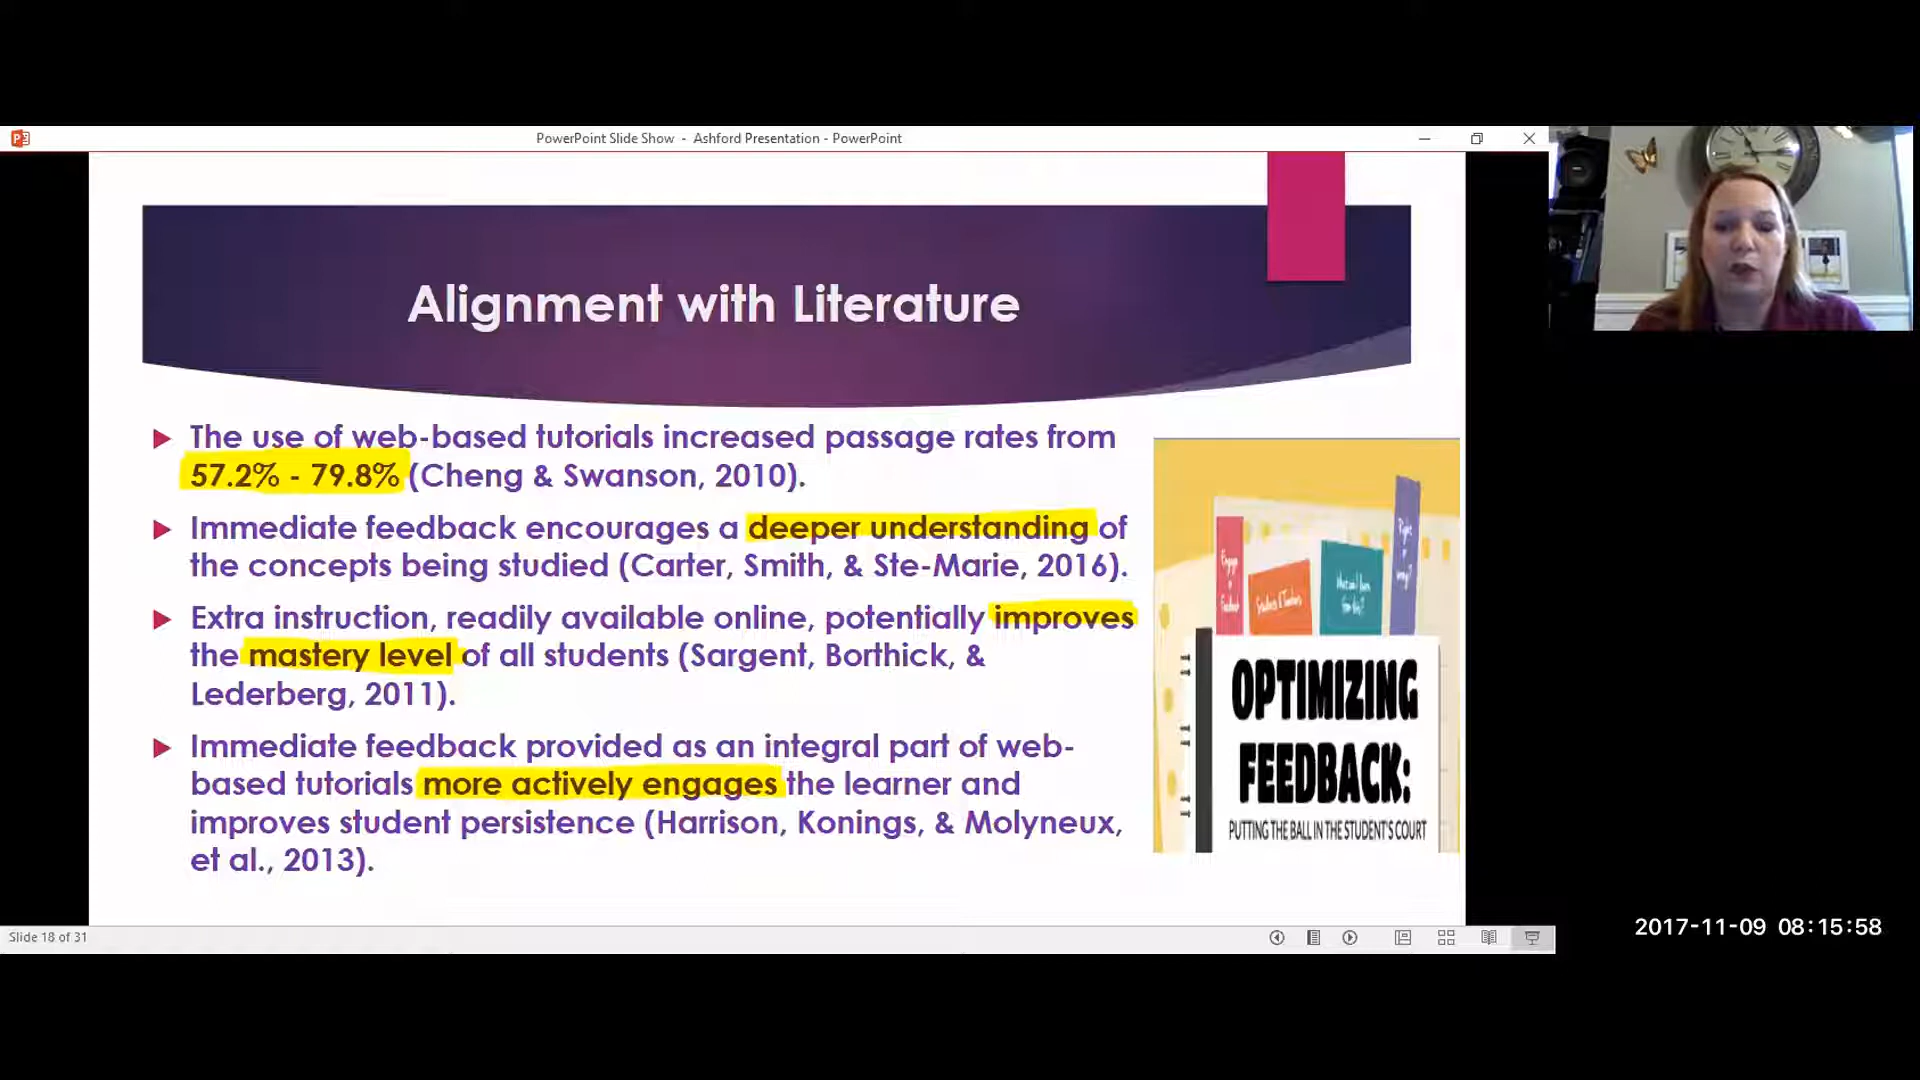 PowerPoint Slide Show - Ashford Presentation - PowerPoint
Alignment with Literature
The use of web-based tutorials increased passage rates from
57.2% - 79.8% (Cheng & Swanson, 2010).
Immediate feedback encourages a deeper understanding of
the concepts being studied (Carter, Smith, & Ste-Marie, 2016).
Extra instruction, readily available online, potentially improves
the mastery level of all students (Sargent, Borthick, &
Lederberg, 2011).
Immediate feedback provided as an integral part of web-
based tutorials more actively engages the learner and
improves student persistence (Harrison, Konings, & Molyneux,
et al., 2013).
OPTIMIZING
FEEDBACK:
PUTTING THE BALL IN THE STUDENT'S COURT
Slide 18 of 31
2017-11-09 08:15:58